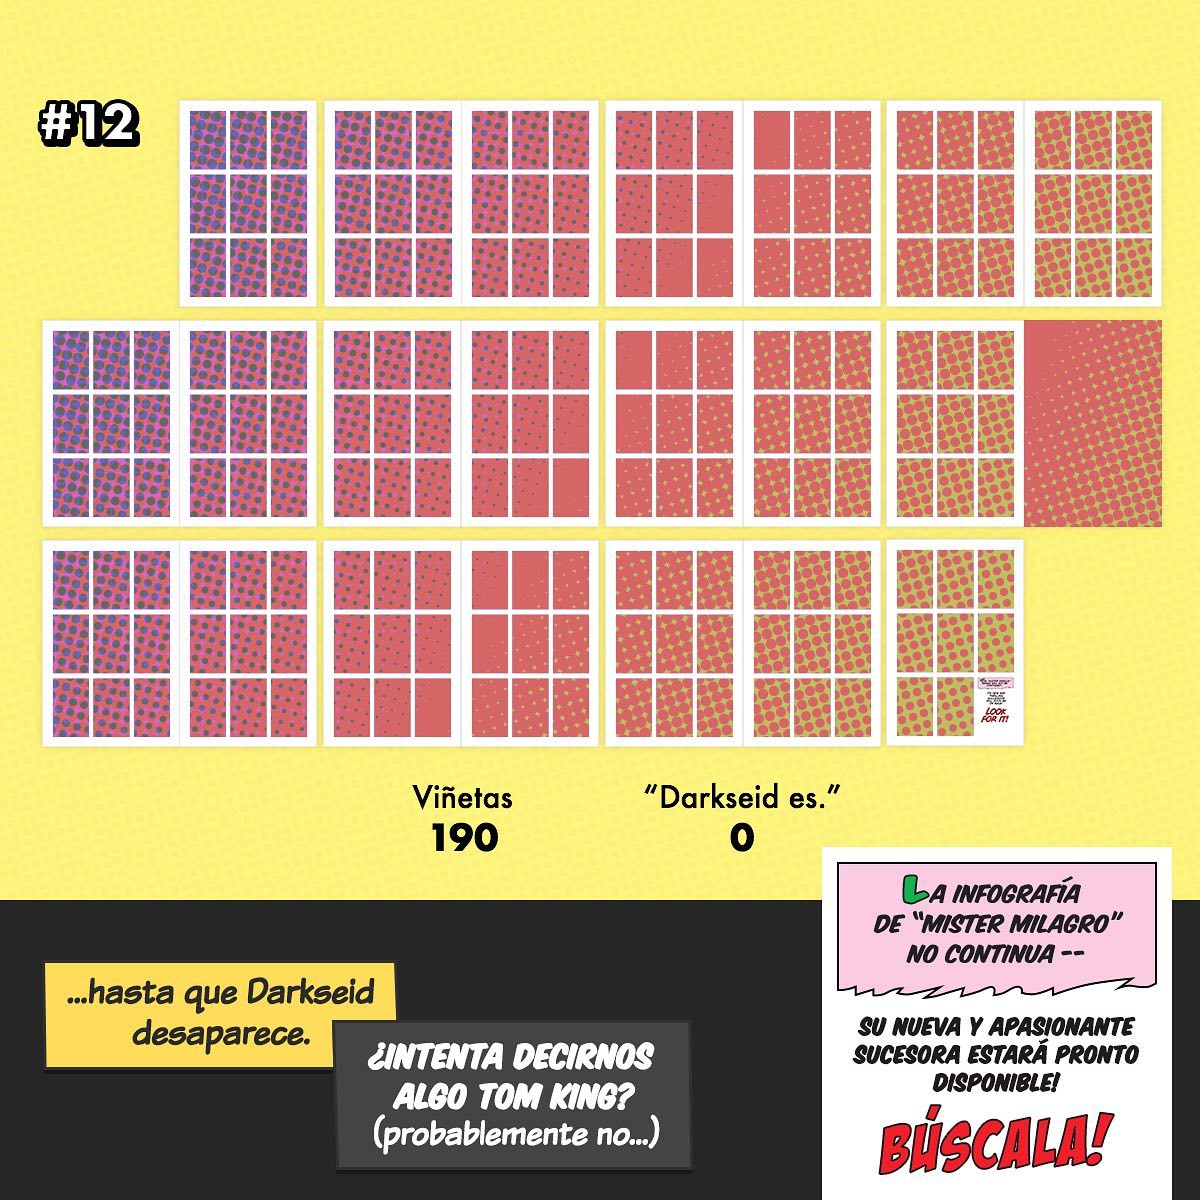 #12
LOOK
FOR IT!
Viñetas
190
“Darkseid es.”
0
LA INFOGRAFÍA
DE “MISTER MILAGRO”
NO CONTINUA --
SU NUEVA Y APASIONANTE
SUCESORA ESTARÁ PRONTO
DISPONIBLE!
BÚSCALA!
...hasta que Darkseid
desaparece.
¿INTENTA DECIRNOS
ALGO TOM KING?
(probablemente no...)